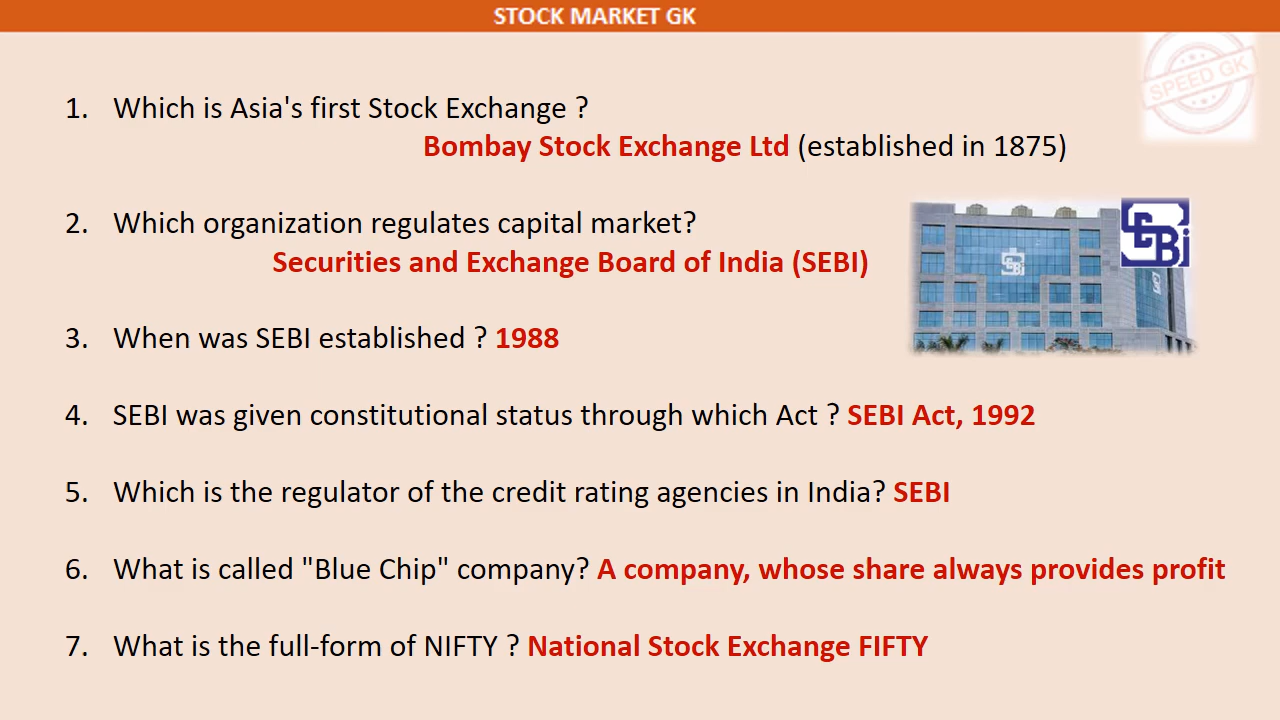 STOCK MARKET GK
SPEED GK
1. Which is Asia's first Stock Exchange ?
Bombay Stock Exchange Ltd (established in 1875)
2. Which organization regulates capital market?
Securities and Exchange Board of India (SEBI)
SEBi
SEBi
3. When was SEBI established ? 1988
4. SEBI was given constitutional status through which Act ? SEBI Act, 1992
5. Which is the regulator of the credit rating agencies in India? SEBI
6. What is called "Blue Chip" company? A company, whose share always provides profit
7. What is the full-form of NIFTY ? National Stock Exchange FIFTY